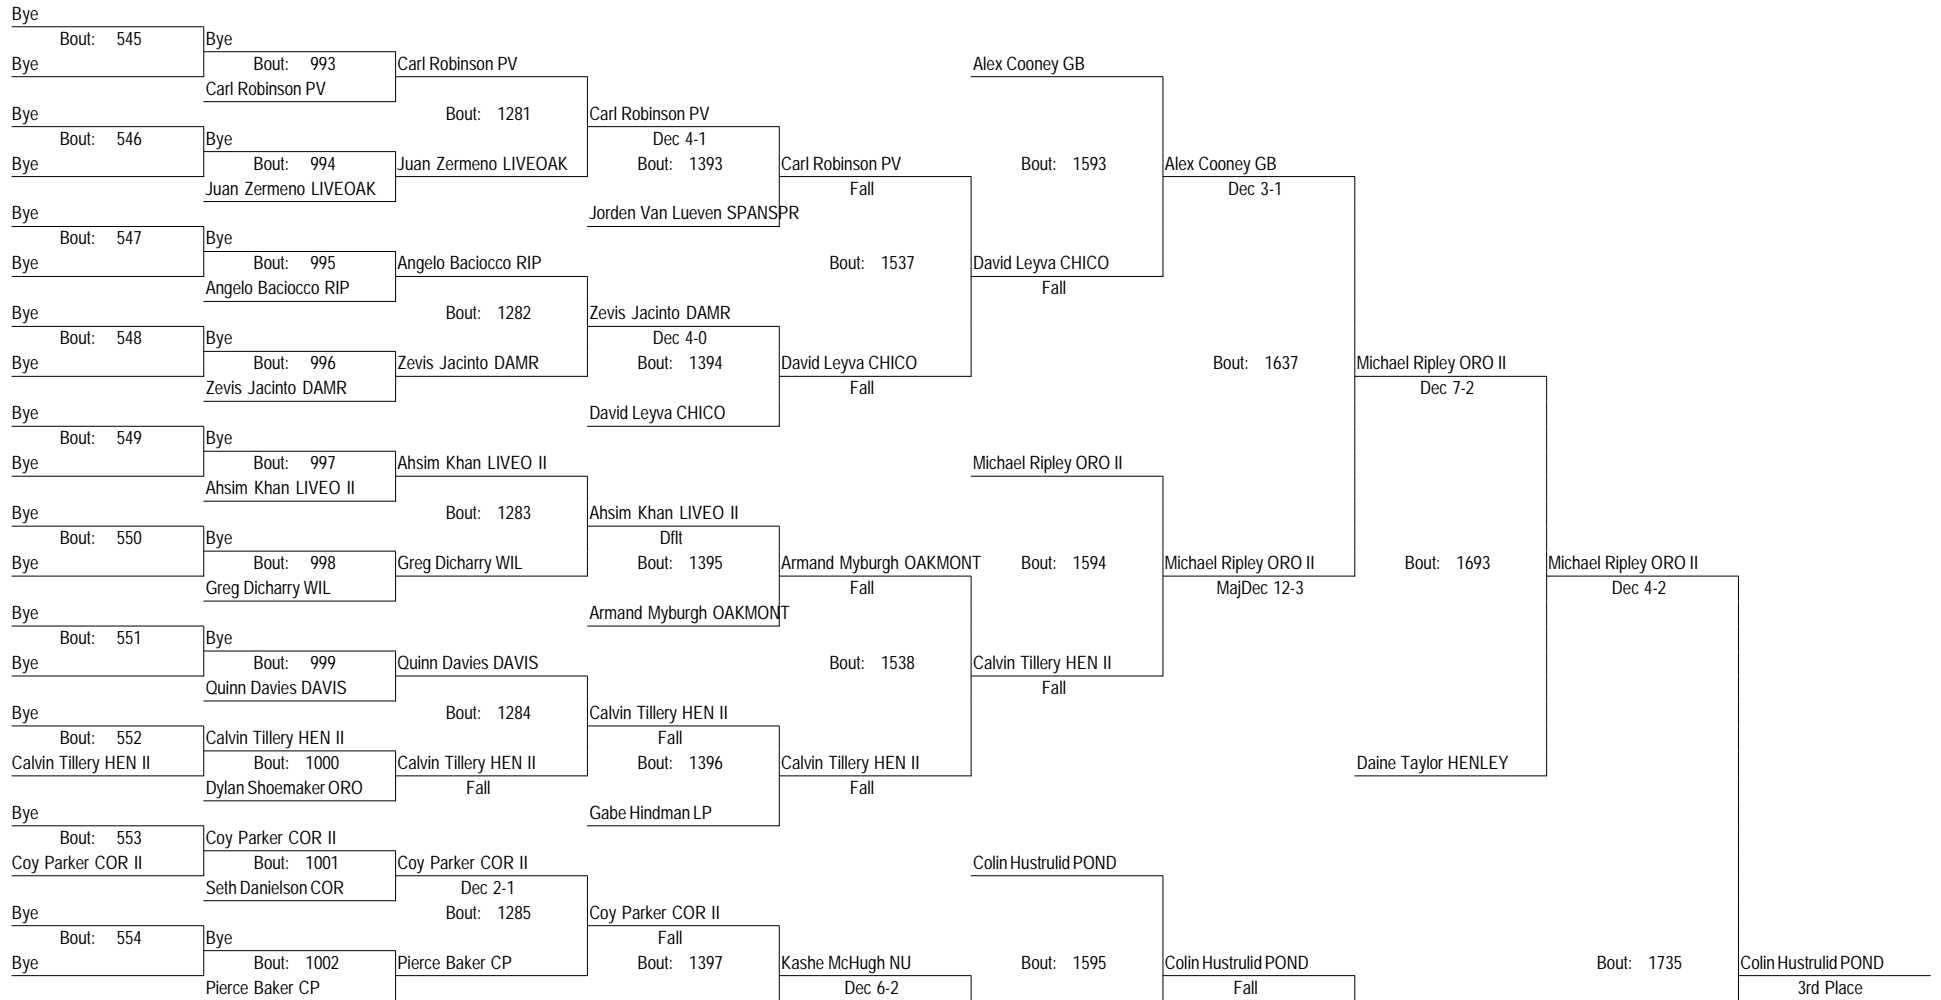 Bye
Bout: 545 Bye
Bye Bout: 993 Carl Robinson PV Alex Cooney GB
Carl Robinson PV
Bye Bout: 1281 Carl Robinson PV
Bout: 546 Bye Dec 4-1
Bye Bout: 994 Juan Zermeno LIVEOAK Bout: 1393 Carl Robinson PV Bout: 1593 Alex Cooney GB
Juan Zermeno LIVEOAK Fall Dec 3-1
Bye Jorden Van Lueven SPANSPR
Bout: 547 Bye
Bye Bout: 995 Angelo Baciocco RIP Bout: 1537 David Leyva CHICO
Angelo Baciocco RIP Fall
Bye Bout: 1282 Zevis Jacinto DAMR
Bout: 548 Bye Dec 4-0
Bye Bout: 996 Zevis Jacinto DAMR Bout: 1394 David Leyva CHICO Bout: 1637 Michael Ripley ORO II
Zevis Jacinto DAMR Fall Dec 7-2
Bye David Leyva CHICO
Bout: 549 Bye
Bye Bout: 997 Ahsim Khan LIVEO II Michael Ripley ORO II
Ahsim Khan LIVEO II
Bye Bout: 1283 Ahsim Khan LIVEO II
Bout: 550 Bye Dflt
Bye Bout: 998 Greg Dicharry WIL Bout: 1395 Armand Myburgh OAKMONT Bout: 1594 Michael Ripley ORO II Bout: 1693 Michael Ripley ORO II
Greg Dicharry WIL Fall MajDec 12-3 Dec 4-2
Bye Armand Myburgh OAKMONT
Bout: 551 Bye
Bye Bout: 999 Quinn Davies DAVIS Bout: 1538 Calvin Tillery HEN II
Quinn Davies DAVIS Fall
Bye Bout: 1284 Calvin Tillery HEN II
Bout: 552 Calvin Tillery HEN II Fall
Calvin Tillery HEN II Bout: 1000 Calvin Tillery HEN II Bout: 1396 Calvin Tillery HEN II Daine Taylor HENLEY
Dylan Shoemaker ORO Fall Fall
Bye Gabe Hindman LP
Bout: 553 Coy Parker COR II
Coy Parker COR II Bout: 1001 Coy Parker COR II Colin Hustrulid POND
Seth Danielson COR Dec 2-1
Bye Bout: 1285 Coy Parker COR II
Bout: 554 Bye Fall
Bye Bout: 1002 Pierce Baker CP Bout: 1397 Kashe McHugh NU Bout: 1595 Colin Hustrulid POND Bout: 1735 Colin Hustrulid POND
Pierce Baker CP Dec 6-2 Fall 3rd Place